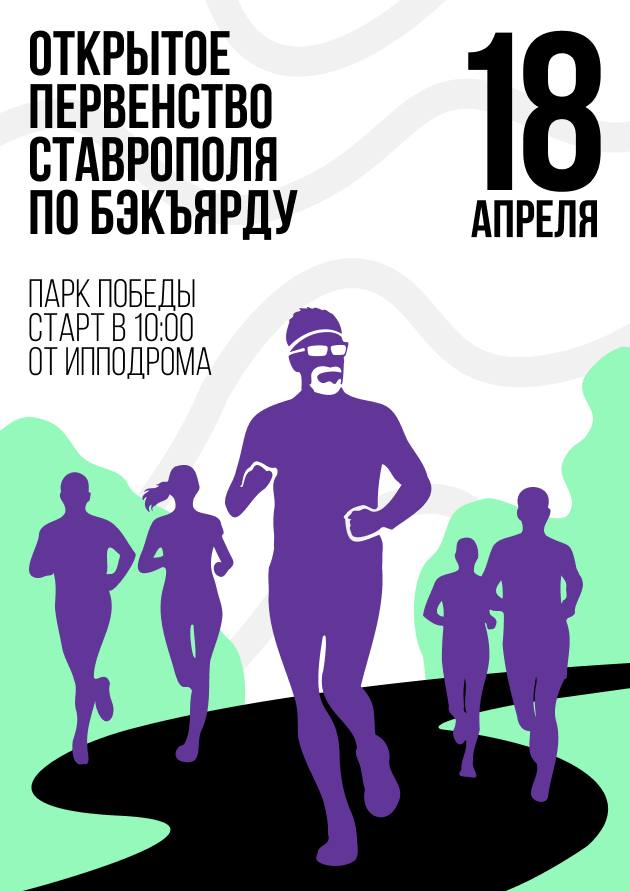 ОТКРЫТОЕ
ПЕРВЕНСТВО
СТАВРОПОЛЯ
ПО БЭКЪЯРДУ
18
АПРЕЛЯ
ПАРК ПОБЕДЫ
СТАРТ В 10:00
ОТ ИППОДРОМА